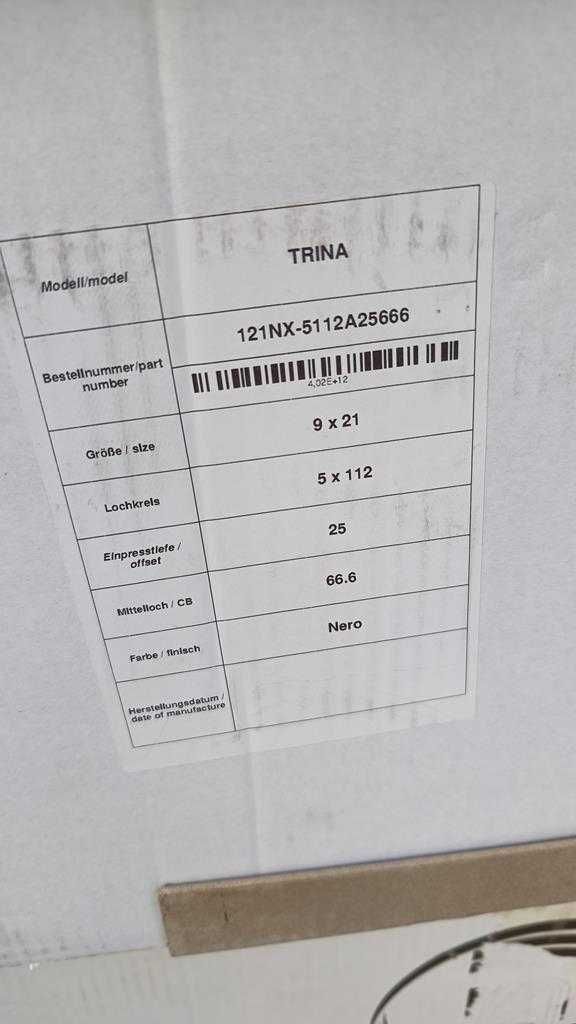 Modell/model
TRINA
Bestellnummer/part
number
121NX-5112A25666
4,02E+12
Größe / size
9 x 21
Lochkreis
5 x 112
Einpresstiefe /
offset
25
Mittelloch / CB
66.6
Farbe / finisch
Nero
Herstellungsdatum /
date of manufacture